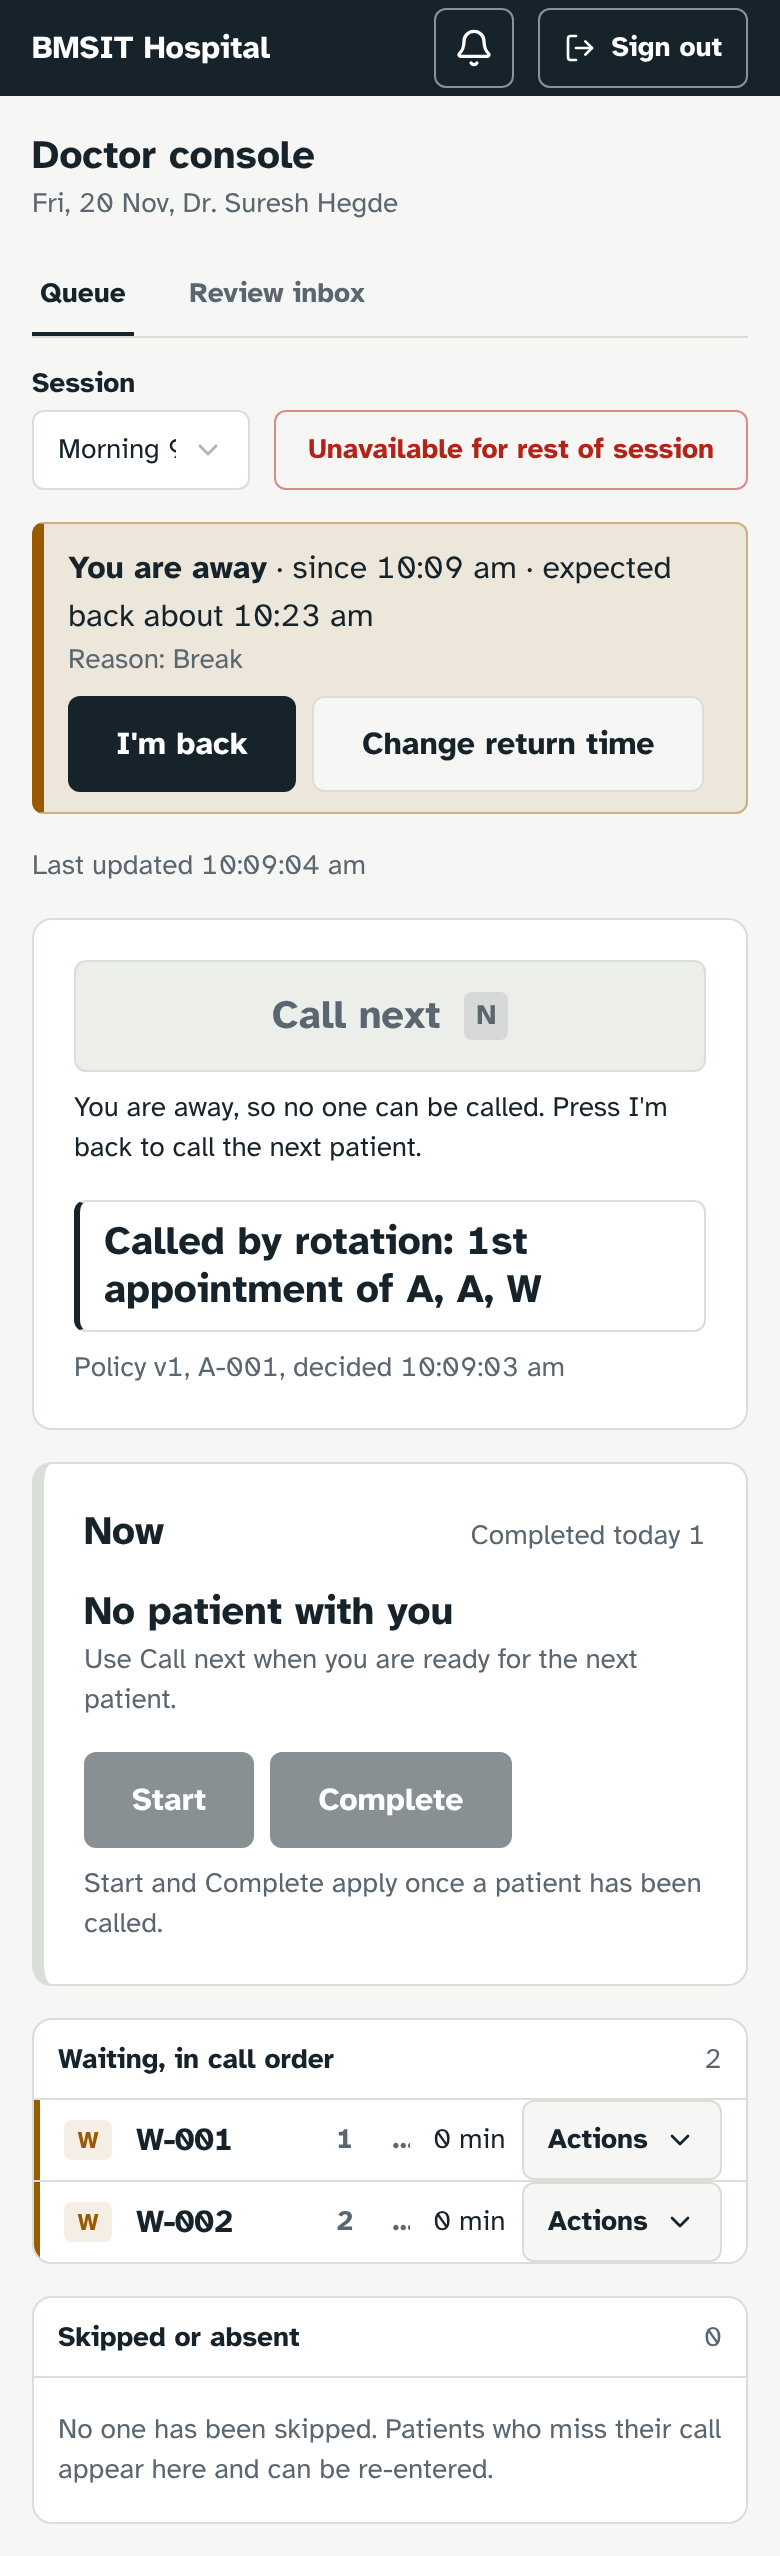 BMSIT Hospital
Sign out
Doctor console
Fri, 20 Nov, Dr. Suresh Hegde
Queue
Review inbox
Session
Morning
Unavailable for rest of session
You are away · since 10:09 am · expected
back about 10:23 am
Reason: Break
I'm back
Change return time
Last updated 10:09:04 am
Call next N
You are away, so no one can be called. Press I'm
back to call the next patient.
Called by rotation: 1st
appointment of A, A, W
Policy v1, A-001, decided 10:09:03 am
Now
Completed today 1
No patient with you
Use Call next when you are ready for the next
patient.
Start
Complete
Start and Complete apply once a patient has been
called.
Waiting, in call order 2
W W-001 1 … 0 min Actions
W W-002 2 … 0 min Actions
Skipped or absent 0
No one has been skipped. Patients who miss their call
appear here and can be re-entered.